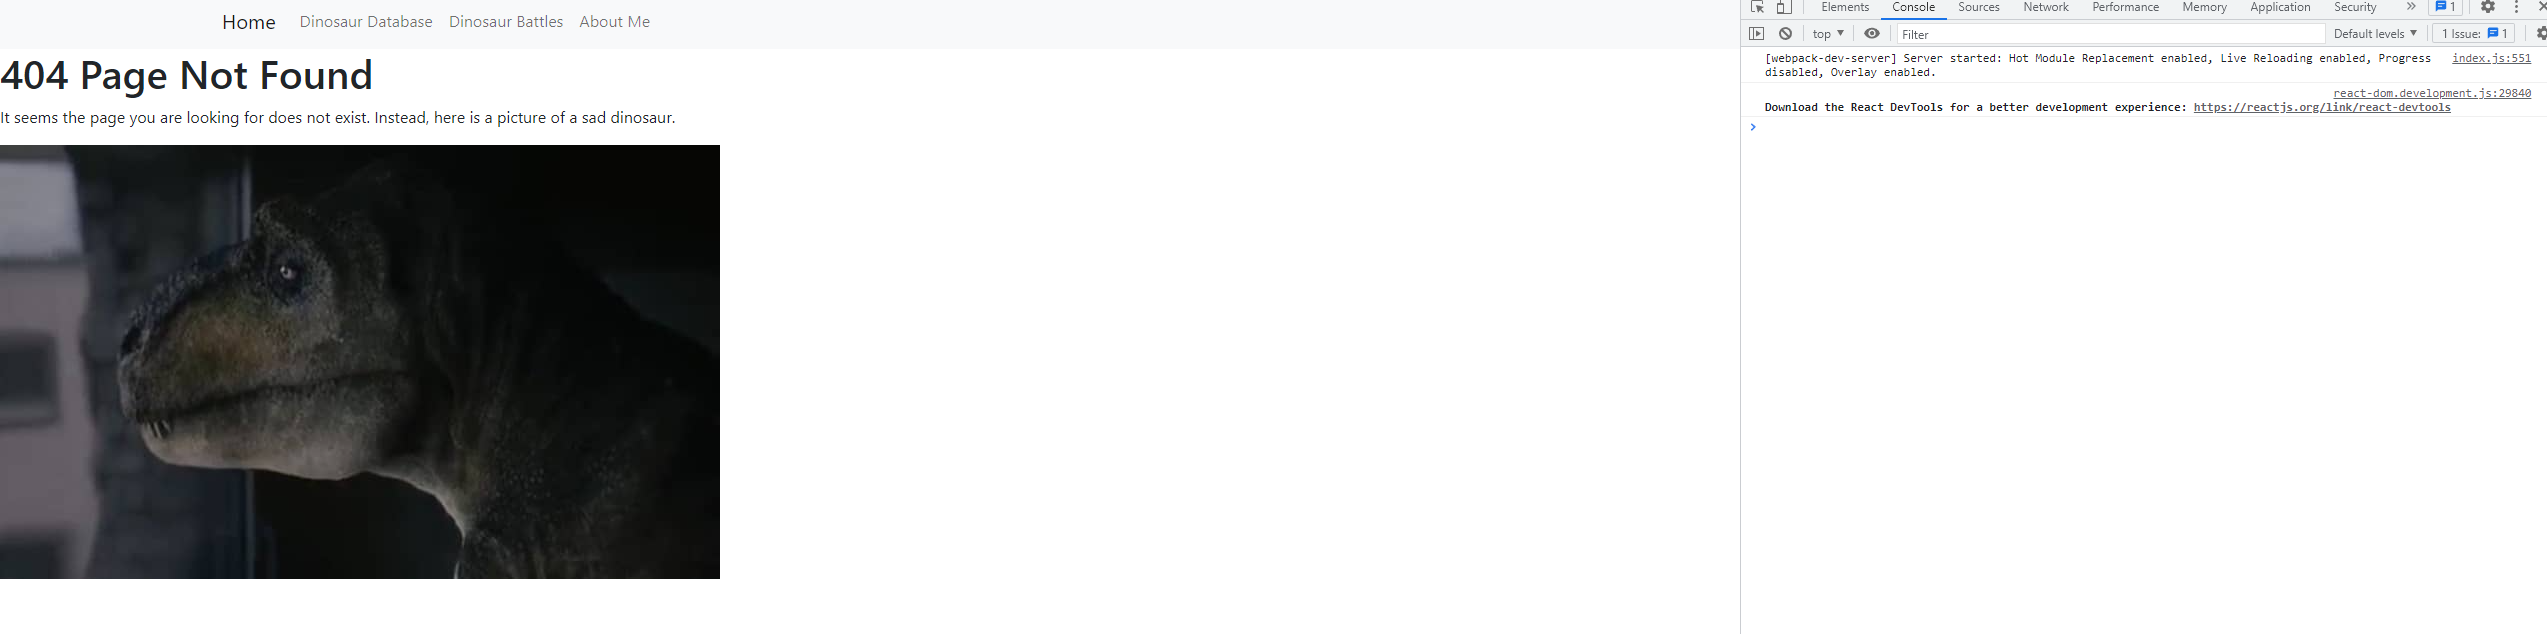 Home Dinosaur Database Dinosaur Battles About Me
404 Page Not Found
It seems the page you are looking for does not exist. Instead, here is a picture of a sad dinosaur.
Elements Console Sources Network Performance Memory Application Security » 1
top ▼ Filter Default levels ▼ 1 Issue: 1
[webpack-dev-server] Server started: Hot Module Replacement enabled, Live Reloading enabled, Progress index.js:551
disabled, Overlay enabled.
react-dom.development.js:29840
Download the React DevTools for a better development experience: https://reactjs.org/link/react-devtools
>